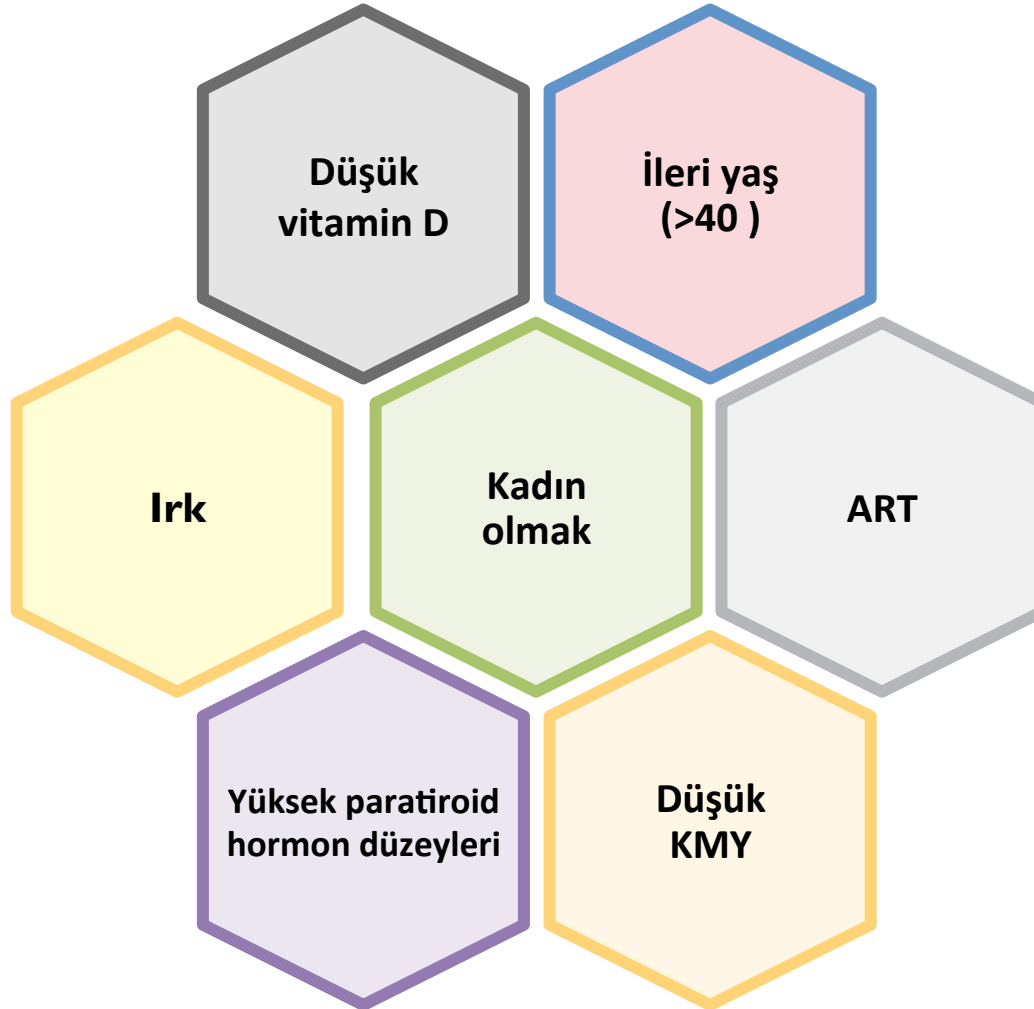 Düşük
vitamin D
İleri yaş
(>40 )
Irk
Kadın
olmak
ART
Yüksek paratiroid
hormon düzeyleri
Düşük
KMY